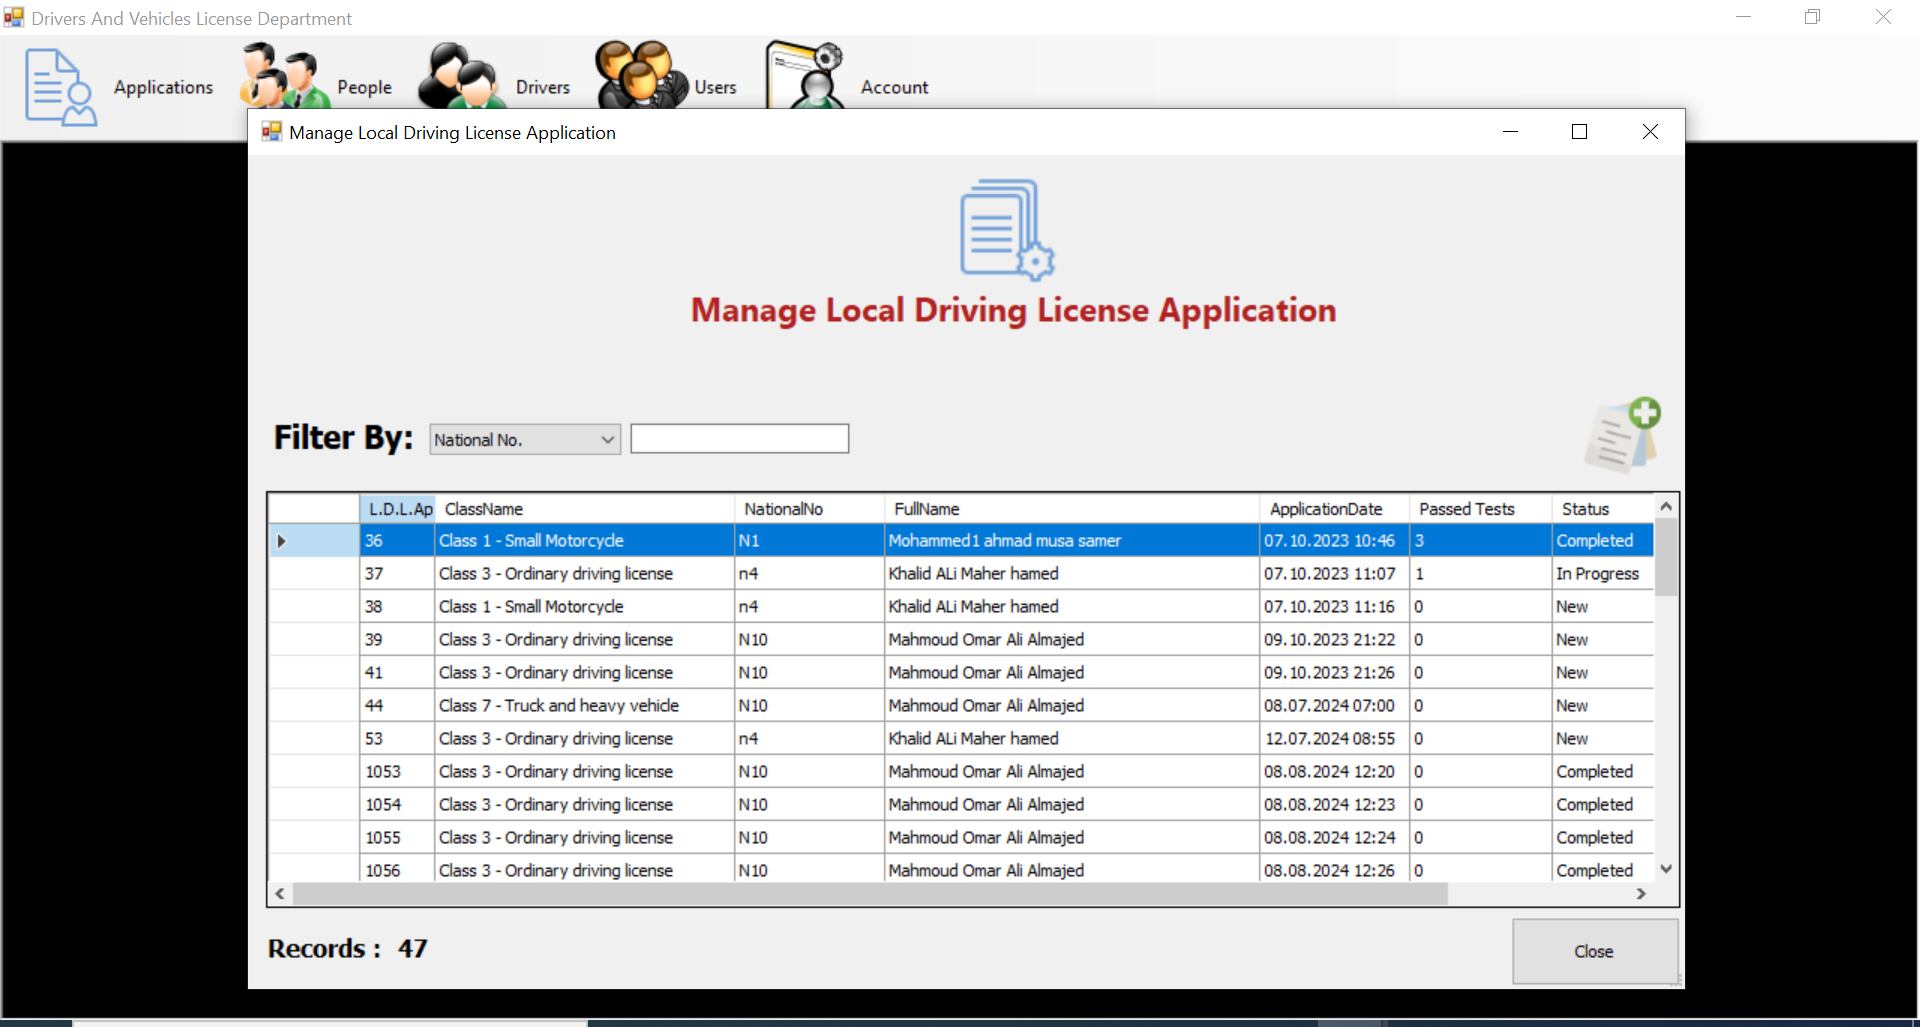 Drivers And Vehicles License Department
Applications People Drivers Users Account
Manage Local Driving License Application
Manage Local Driving License Application
Filter By: National No.
L.D.L.Ap ClassName NationalNo FullName ApplicationDate Passed Tests Status
36 Class 1 - Small Motorcycle N1 Mohammed1 ahmad musa samer 07.10.2023 10:46 3 Completed
37 Class 3 - Ordinary driving license n4 Khalid ALi Maher hamed 07.10.2023 11:07 1 In Progress
38 Class 1 - Small Motorcycle n4 Khalid ALi Maher hamed 07.10.2023 11:16 0 New
39 Class 3 - Ordinary driving license N10 Mahmoud Omar Ali Almajed 09.10.2023 21:22 0 New
41 Class 3 - Ordinary driving license N10 Mahmoud Omar Ali Almajed 09.10.2023 21:26 0 New
44 Class 7 - Truck and heavy vehicle N10 Mahmoud Omar Ali Almajed 08.07.2024 07:00 0 New
53 Class 3 - Ordinary driving license n4 Khalid ALi Maher hamed 12.07.2024 08:55 0 New
1053 Class 3 - Ordinary driving license N10 Mahmoud Omar Ali Almajed 08.08.2024 12:20 0 Completed
1054 Class 3 - Ordinary driving license N10 Mahmoud Omar Ali Almajed 08.08.2024 12:23 0 Completed
1055 Class 3 - Ordinary driving license N10 Mahmoud Omar Ali Almajed 08.08.2024 12:24 0 Completed
1056 Class 3 - Ordinary driving license N10 Mahmoud Omar Ali Almajed 08.08.2024 12:26 0 Completed
Records : 47
Close